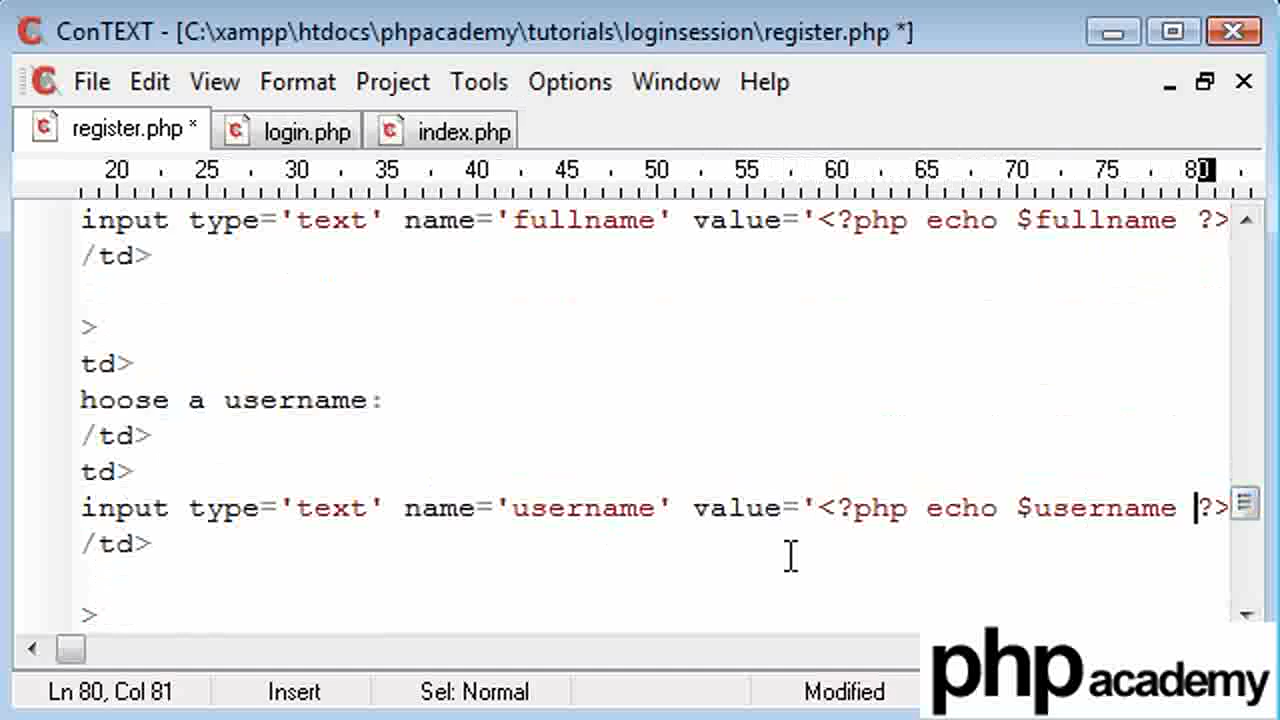 ConTEXT - [C:\xampp\htdocs\phpacademy\tutorials\loginsession\register.php *]
File Edit View Format Project Tools Options Window Help
register.php * login.php index.php
20 25 30 35 40 45 50 55 60 65 70 75 80
input type='text' name='fullname' value='<?php echo $fullname ?>
/td>
>
td>
hoose a username:
/td>
td>
input type='text' name='username' value='<?php echo $username ?>
/td>
>
Ln 80, Col 81 Insert Sel: Normal Modified
php academy